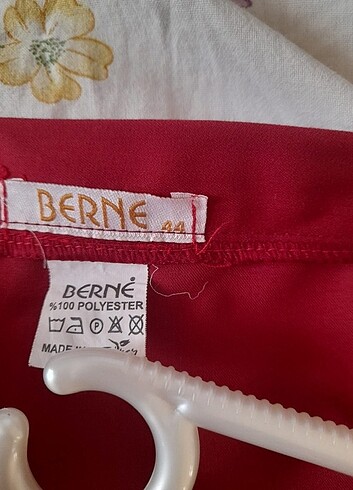 BERNE 44
BERNÉ
%100 POLYESTER
MADE IN